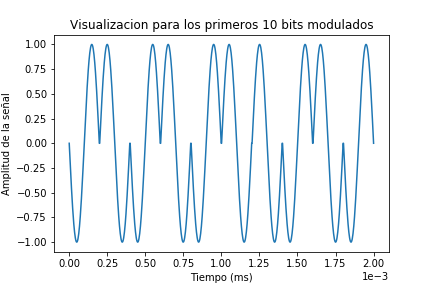 Visualizacion para los primeros 10 bits modulados
Amplitud de la señal
1.00
0.75
0.50
0.25
0.00
−0.25
−0.50
−0.75
−1.00
0.00 0.25 0.50 0.75 1.00 1.25 1.50 1.75 2.00
1e−3
Tiempo (ms)